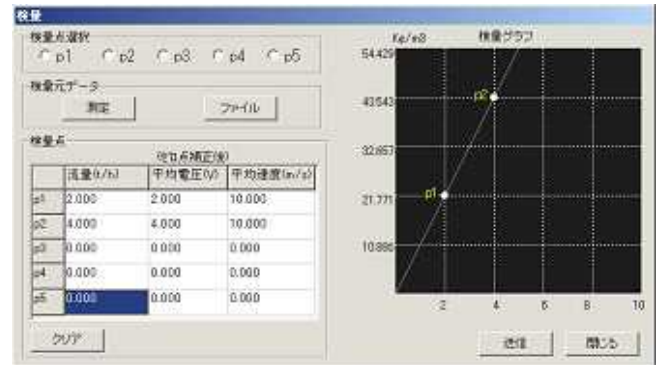 検量
検量点選択
p1 p2 p3 p4 p5
検量元データ
測定 ファイル
検量点
流量(t/h) 平均電圧(V) 平均速度(m/s)
p1 2.000 2.000 10.000
p2 4.000 4.000 10.000
p3 0.000 0.000 0.000
p4 0.000 0.000 0.000
p5 0.000 0.000 0.000
クリア
Kg/m3 検量グラフ
54.429
43.543
32.657
21.771
10.886
p2
p1
2 4 6 8 10
送信 閉じる